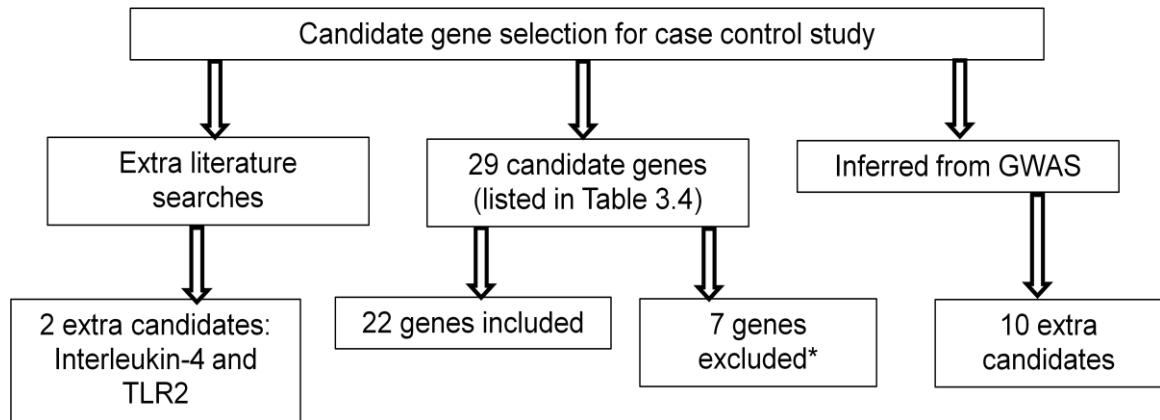 Candidate gene selection for case control study
Extra literature
searches
29 candidate genes
(listed in Table 3.4)
Inferred from GWAS
2 extra candidates:
Interleukin-4 and
TLR2
22 genes included
7 genes
excluded*
10 extra
candidates